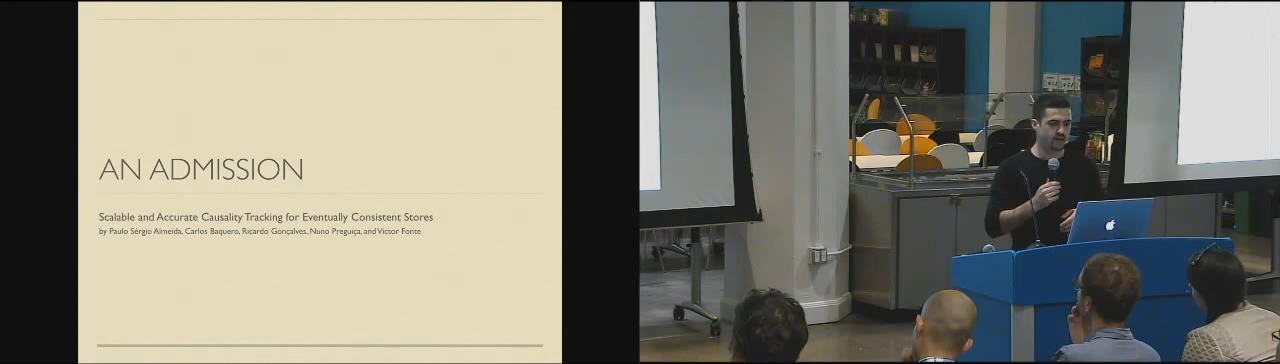 AN ADMISSION
Scalable and Accurate Causality Tracking for Eventually Consistent Stores
by Paulo Sérgio Almeida, Carlos Baquero, Ricardo Gonçalves, Nuno Preguiça, and Victor Fonte